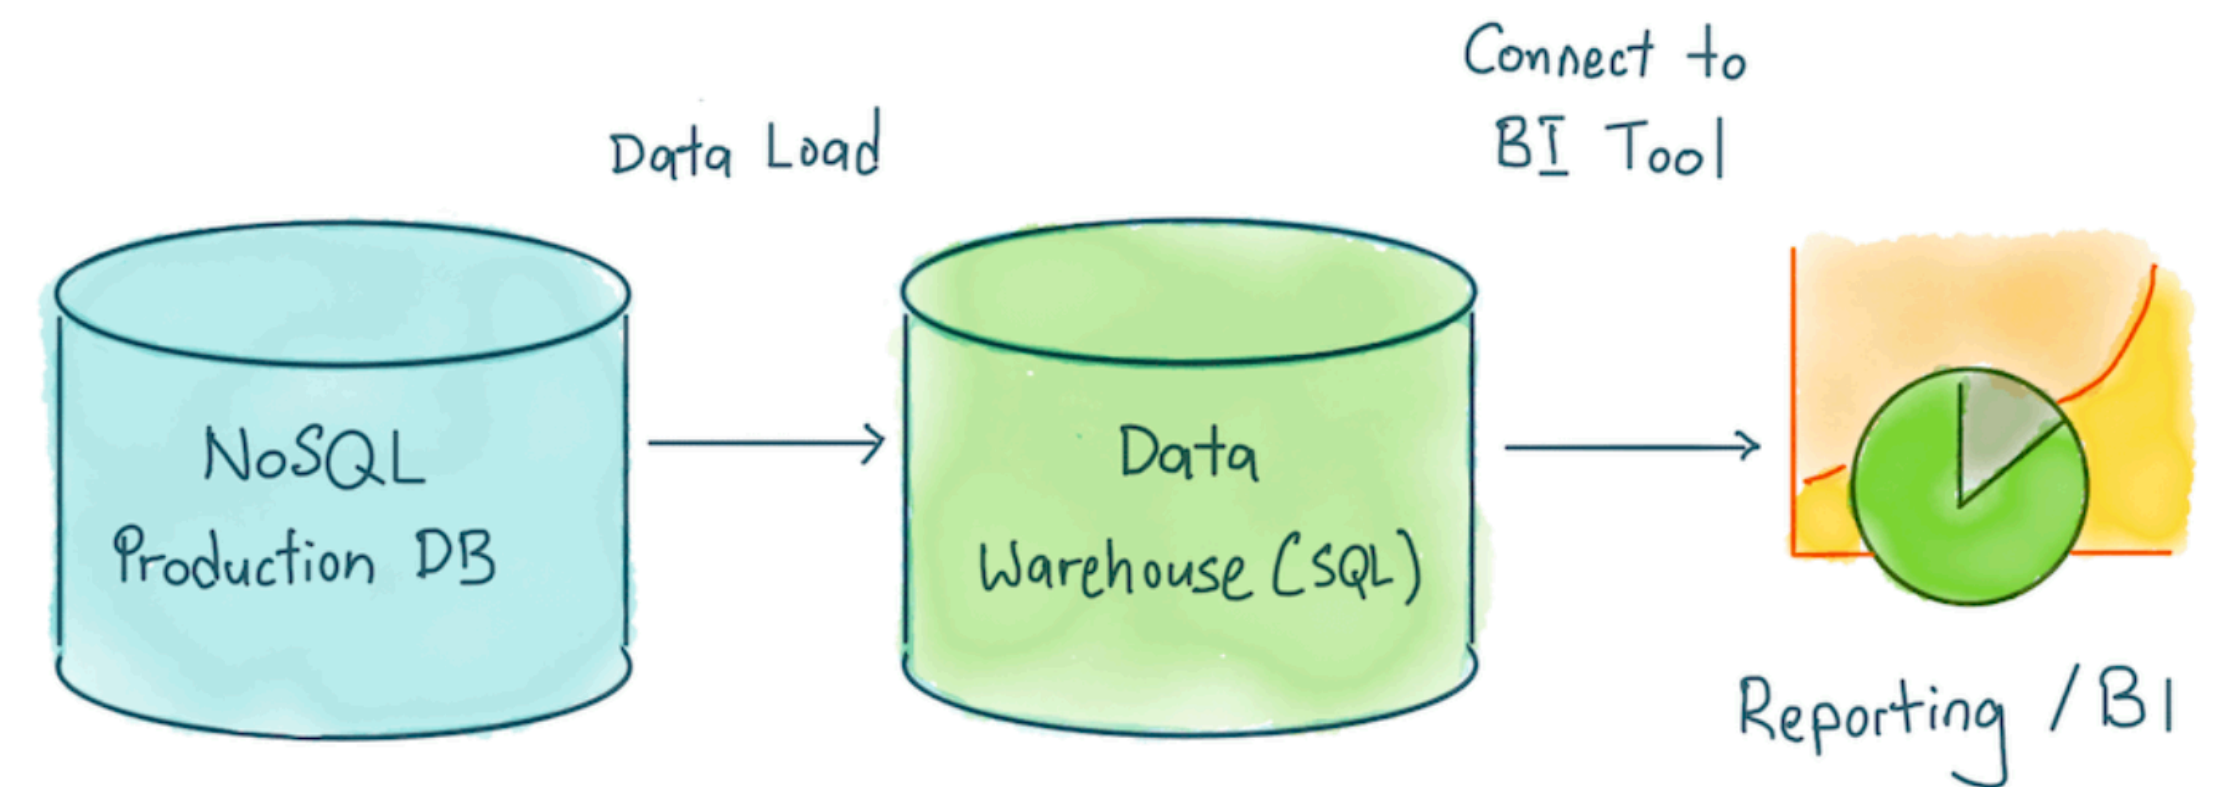 Data Load
Connect to
BI Tool
NoSQL
Production DB
Data
Warehouse (SQL)
Reporting / BI